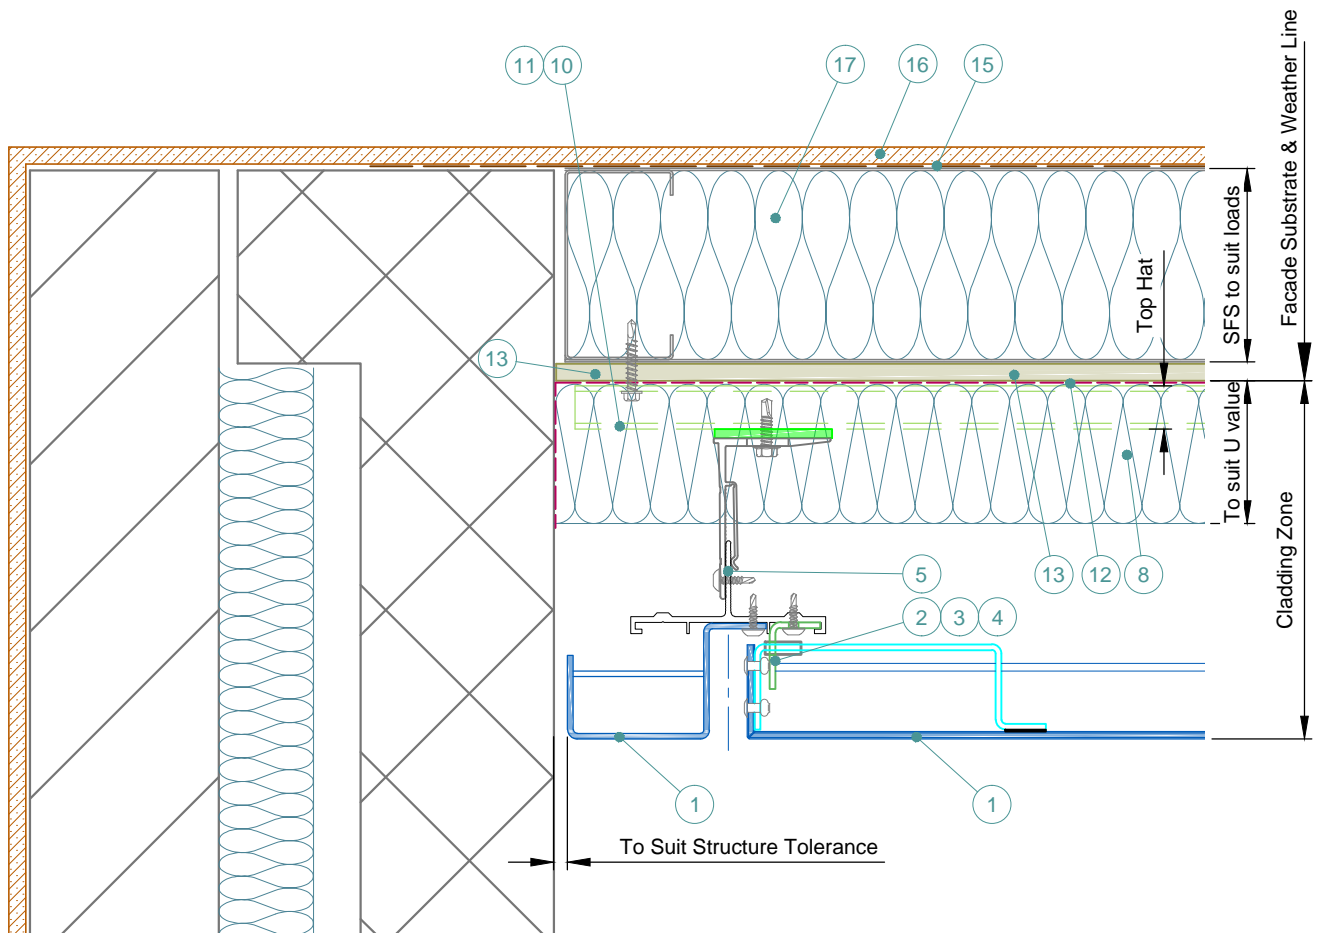 11 10 17 16 15
Facade Substrate & Weather Line
SFS to suit loads
Top Hat
13
To suit U value
Cladding Zone
5 13 12 8
2 3 4
1 1
To Suit Structure Tolerance